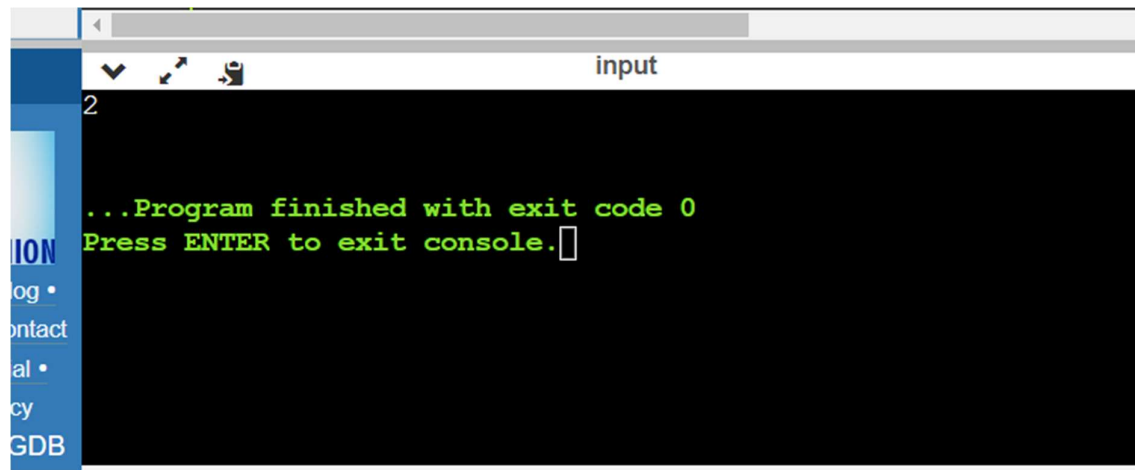 input
2
...Program finished with exit code 0
Press ENTER to exit console.
ION
log •
ontact
al •
cy
GDB